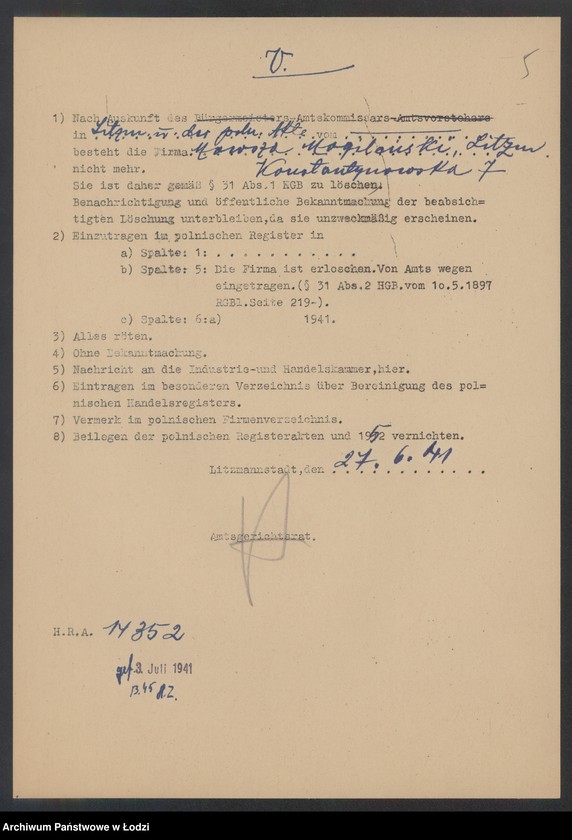 V.
5
1) Nach Auskunft des Bürgermeisters-Amtskommissars-Amtsvorstehers
in Litzm. u. der poln. Akte vom . . . . . . . . .
besteht die Firma: Mogilański, Litzm.
nicht mehr. Konstantynowska 7
Sie ist daher gemäß § 31 Abs.1 HGB zu löschen.
Benachrichtigung und öffentliche Bekanntmachung der beabsich=
tigten Löschung unterbleiben,da sie unzweckmäßig erscheinen.
2) Einzutragen im polnischen Register in
a) Spalte: 1: . . . . . . . . . . . .
b) Spalte: 5: Die Firma ist erloschen.Von Amts wegen
eingetragen.(§ 31 Abs.2 HGB.vom 1o.5.1897
RGBl.Seite 219-).
c) Spalte: 6:a) 1941.
3) Alles röten.
4) Ohne Bekanntmachung.
5) Nachricht an die Industrie-und Handelskammer,hier.
6) Eintragen im besonderen Verzeichnis über Bereinigung des pol=
nischen Handelsregisters.
7) Vermerk im polnischen Firmenverzeichnis.
8) Beilegen der polnischen Registerakten und 1952 vernichten.
Litzmannstadt,den 27. 6. 41
Amtsgerichtsrat.
H.R.A. 14352
gef. 3. Juli 1941
Archiwum Państwowe w Łodzi